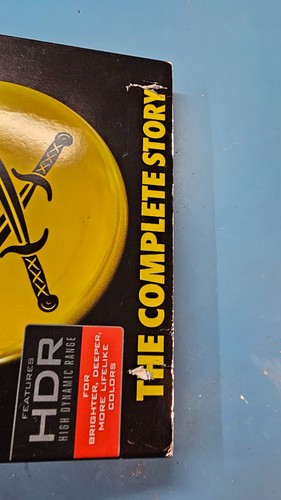 THE COMPLETE STORY
FEATURES
HDR
HIGH DYNAMIC RANGE
FOR
BRIGHTER, DEEPER,
MORE LIFELIKE
COLORS